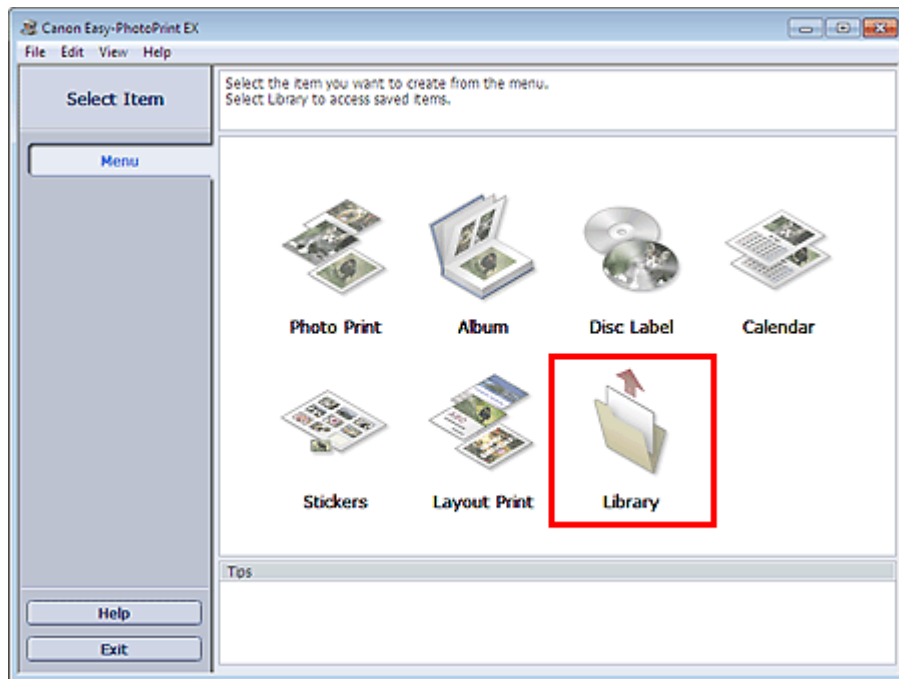 Canon Easy-PhotoPrint EX
File Edit View Help
Select Item
Select the item you want to create from the menu.
Select Library to access saved items.
Menu
Photo Print
Album
Disc Label
Calendar
Stickers
Layout Print
Library
Tips
Help
Exit